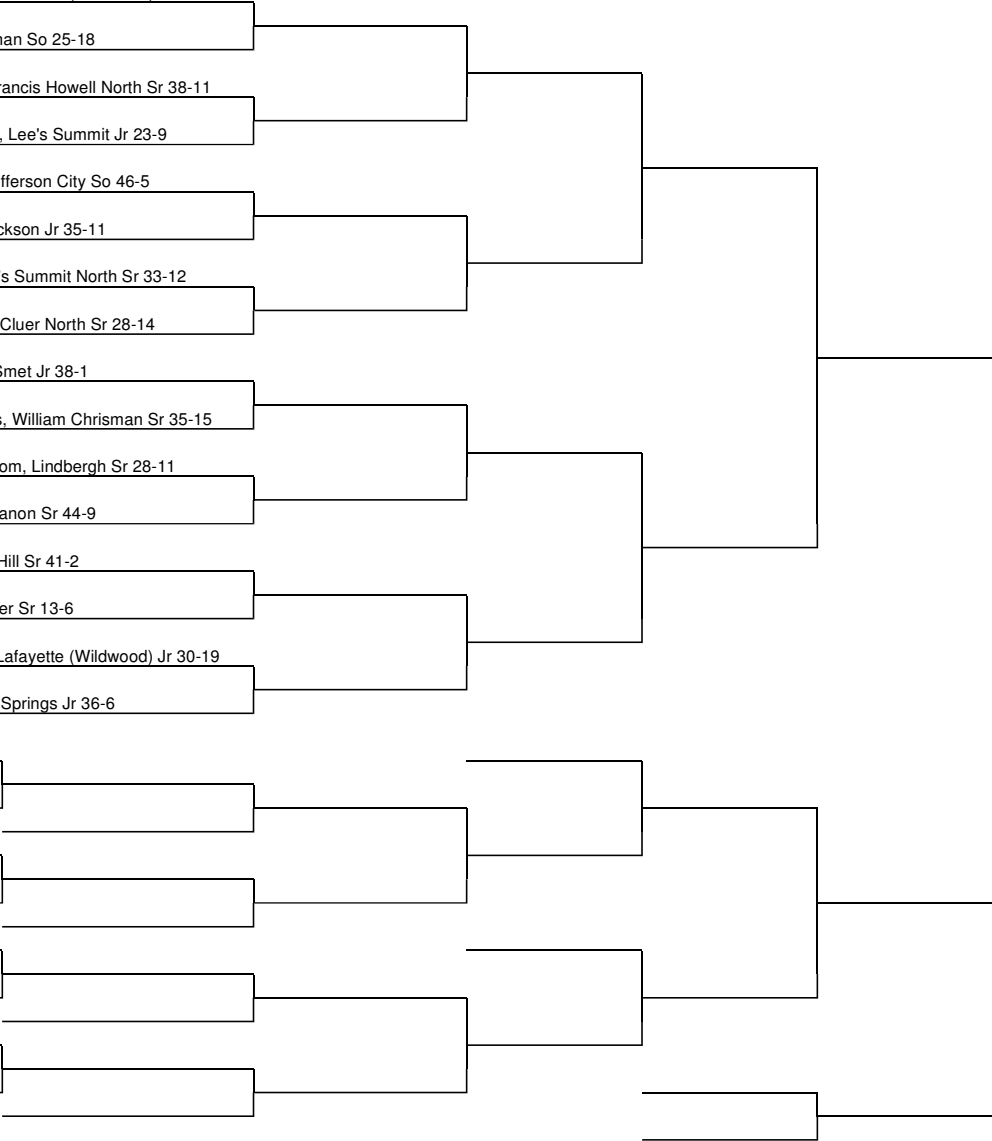 man So 25-18
rancis Howell North Sr 38-11
, Lee's Summit Jr 23-9
fferson City So 46-5
ckson Jr 35-11
's Summit North Sr 33-12
Cluer North Sr 28-14
Smet Jr 38-1
s, William Chrisman Sr 35-15
om, Lindbergh Sr 28-11
anon Sr 44-9
Hill Sr 41-2
er Sr 13-6
Lafayette (Wildwood) Jr 30-19
Springs Jr 36-6